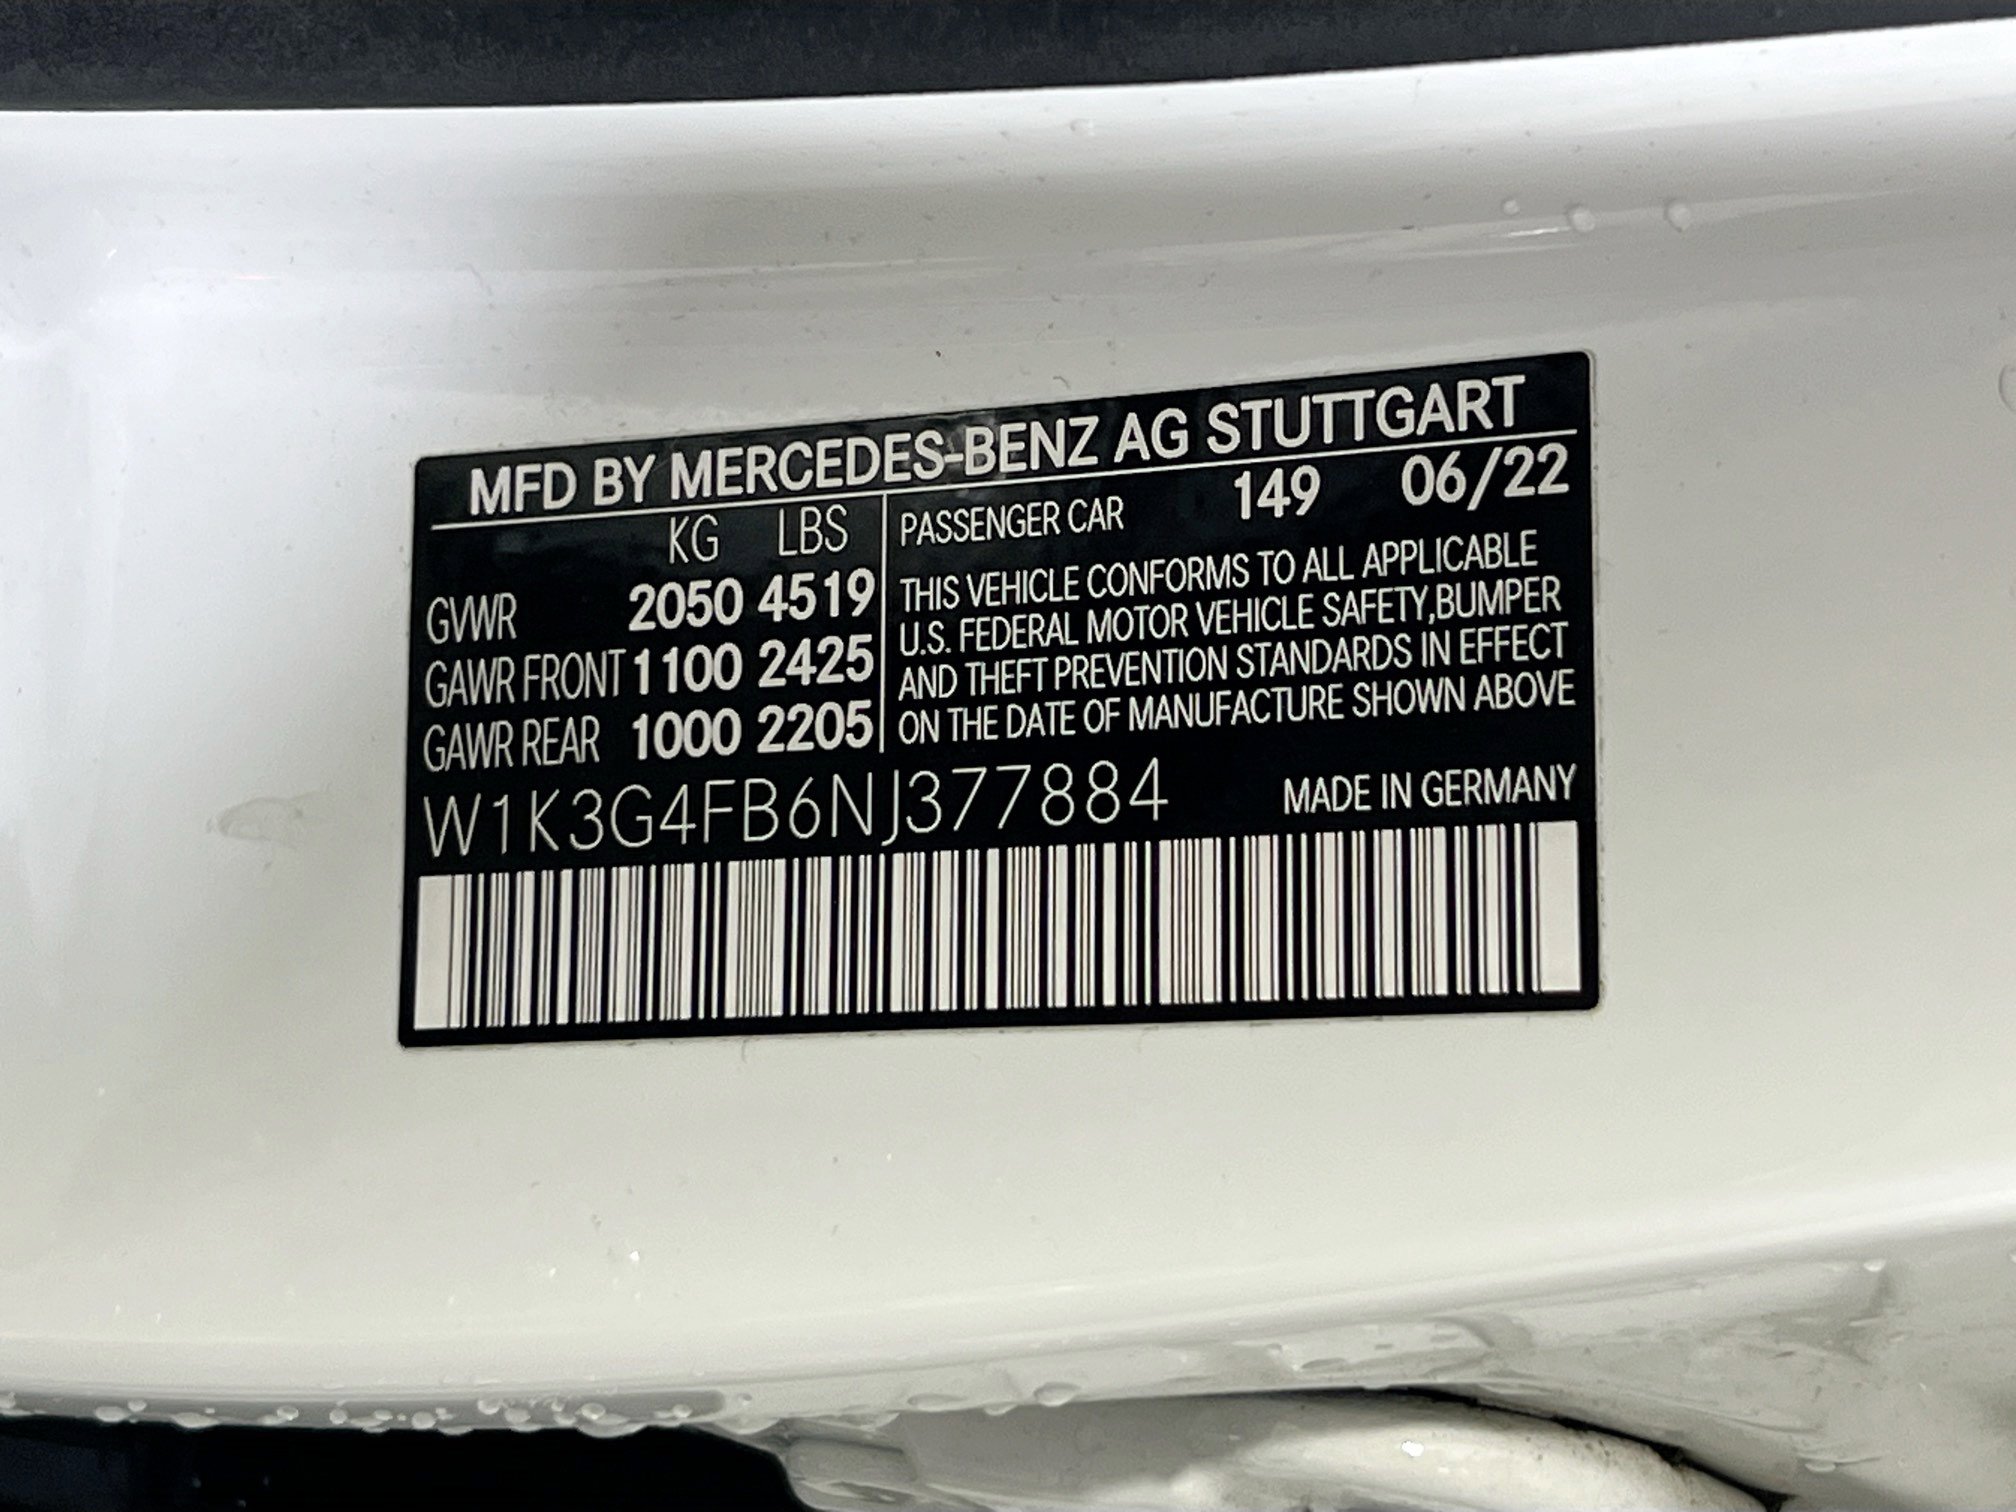 MFD BY MERCEDES-BENZ AG STUTTGART
KG LBS
GVWR 2050 4519
GAWR FRONT 1100 2425
GAWR REAR 1000 2205
PASSENGER CAR 149 06/22
THIS VEHICLE CONFORMS TO ALL APPLICABLE
U.S. FEDERAL MOTOR VEHICLE SAFETY,BUMPER
AND THEFT PREVENTION STANDARDS IN EFFECT
ON THE DATE OF MANUFACTURE SHOWN ABOVE
W1K3G4FB6NJ377884 MADE IN GERMANY